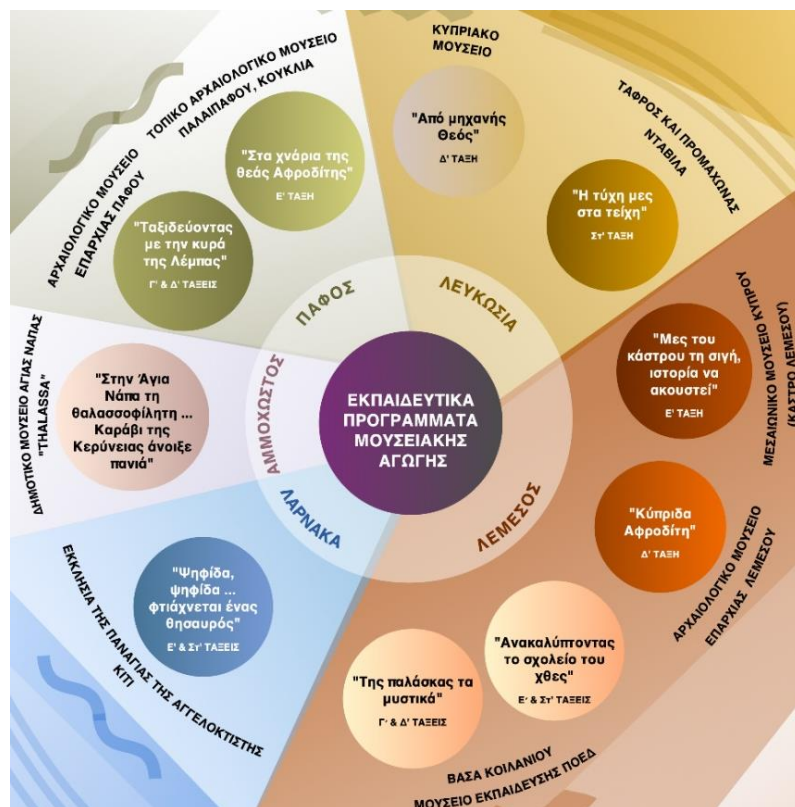 ΕΚΠΑΙΔΕΥΤΙΚΑ
ΠΡΟΓΡΑΜΜΑΤΑ
ΜΟΥΣΕΙΑΚΗΣ
ΑΓΩΓΗΣ
ΛΕΥΚΩΣΙΑ
ΚΥΠΡΙΑΚΟ
ΜΟΥΣΕΙΟ
"Από μηχανής
Θεός"
Δ' ΤΑΞΗ
ΤΑΦΡΟΣ ΚΑΙ ΠΡΟΜΑΧΩΝΑΣ
ΝΤΑΒΙΛΑ
"Η τύχη μες
στα τείχη"
Στ' ΤΑΞΗ
ΛΕΜΕΣΟΣ
ΜΕΣΑΙΩΝΙΚΟ ΜΟΥΣΕΙΟ ΚΥΠΡΟΥ
(ΚΑΣΤΡΟ ΛΕΜΕΣΟΥ)
"Μες του
κάστρου τη σιγή,
ιστορία να
ακουστεί"
Ε' ΤΑΞΗ
"Κύπριδα
Αφροδίτη"
Δ' ΤΑΞΗ
ΑΡΧΑΙΟΛΟΓΙΚΟ ΜΟΥΣΕΙΟ
ΕΠΑΡΧΙΑΣ ΛΕΜΕΣΟΥ
"Ανακαλύπτοντας
το σχολείο του
χθες"
Ε' & Στ' ΤΑΞΕΙΣ
"Της παλάσκας τα
μυστικά"
Γ' & Δ' ΤΑΞΕΙΣ
ΒΑΣΑ ΚΟΙΛΑΝΙΟΥ
ΜΟΥΣΕΙΟ ΕΚΠΑΙΔΕΥΣΗΣ ΠΟΕΔ
ΛΑΡΝΑΚΑ
"Ψηφίδα,
ψηφίδα ...
φτιάχνεται ένας
θησαυρός"
Ε' & Στ' ΤΑΞΕΙΣ
ΕΚΚΛΗΣΙΑ ΤΗΣ ΠΑΝΑΓΙΑΣ ΤΗΣ ΑΓΓΕΛΟΚΤΙΣΤΗΣ
ΚΙΤΙ
ΑΜΜΟΧΩΣΤΟΣ
ΔΗΜΟΤΙΚΟ ΜΟΥΣΕΙΟ ΑΓΙΑΣ ΝΑΠΑΣ
"THALASSA"
"Στην Άγια
Νάπα τη
θαλασσοφίλητη ...
Καράβι της
Κερύνειας άνοιξε
πανιά"
ΠΑΦΟΣ
ΑΡΧΑΙΟΛΟΓΙΚΟ ΜΟΥΣΕΙΟ
ΕΠΑΡΧΙΑΣ ΠΑΦΟΥ
"Ταξιδεύοντας
με την κυρά
της Λέμπας"
Γ' & Δ' ΤΑΞΕΙΣ
ΤΟΠΙΚΟ ΑΡΧΑΙΟΛΟΓΙΚΟ ΜΟΥΣΕΙΟ
ΠΑΛΑΙΠΑΦΟΥ, ΚΟΥΚΛΙΑ
"Στα χνάρια της
θεάς Αφροδίτης"
Ε' ΤΑΞΗ